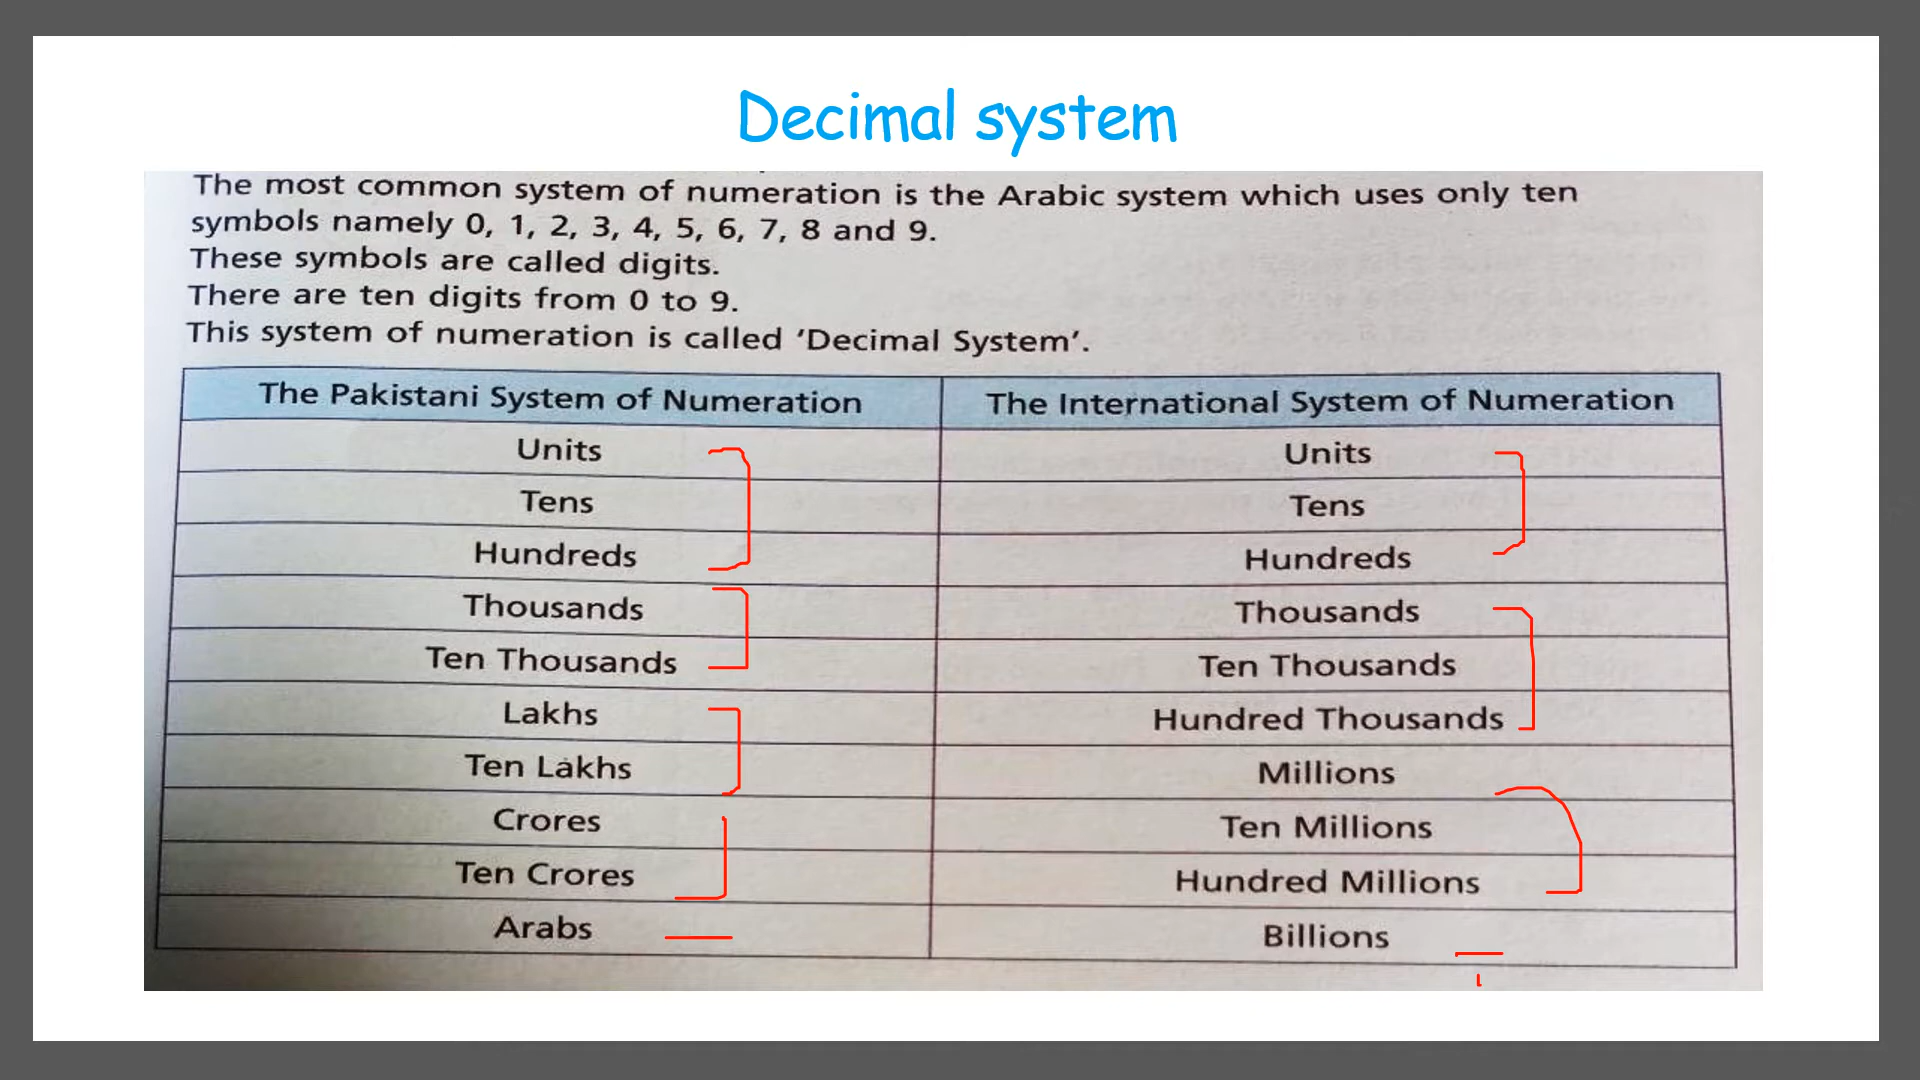 Decimal system
The most common system of numeration is the Arabic system which uses only ten
symbols namely 0, 1, 2, 3, 4, 5, 6, 7, 8 and 9.
These symbols are called digits.
There are ten digits from 0 to 9.
This system of numeration is called ‘Decimal System’.
The Pakistani System of Numeration The International System of Numeration
Units Units
Tens Tens
Hundreds Hundreds
Thousands Thousands
Ten Thousands Ten Thousands
Lakhs Hundred Thousands
Ten Lakhs Millions
Crores Ten Millions
Ten Crores Hundred Millions
Arabs Billions